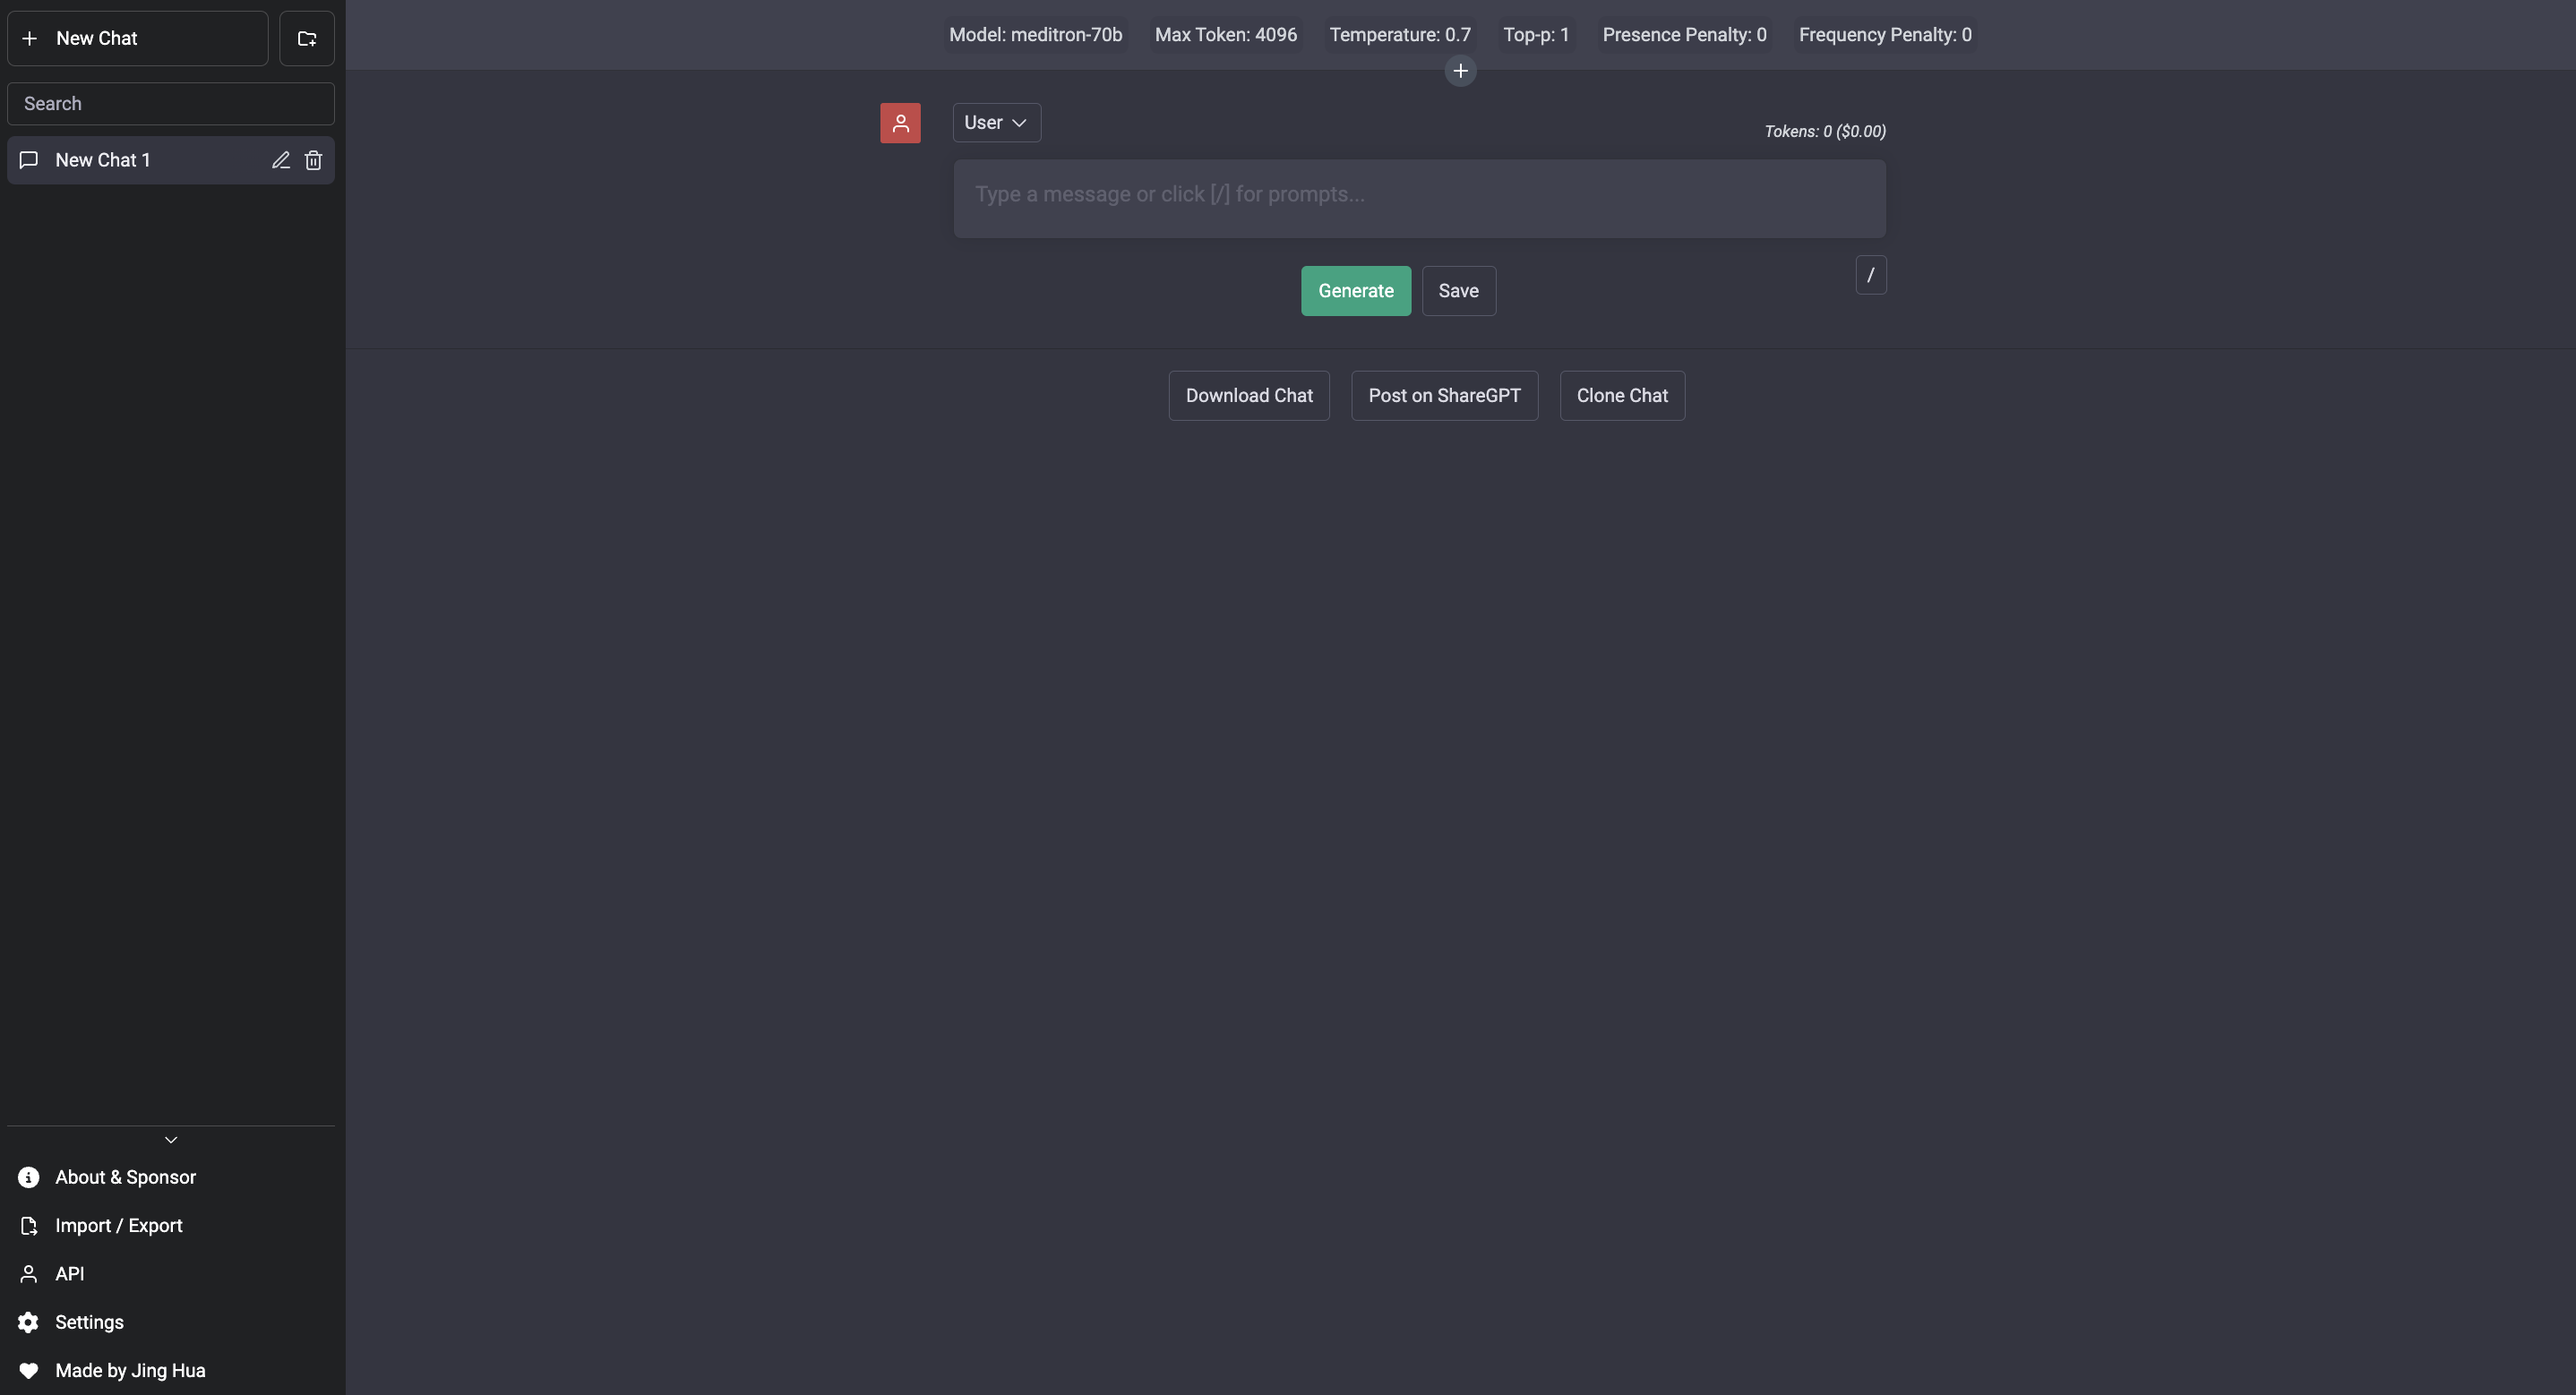 New Chat
Search
New Chat 1
About & Sponsor
Import / Export
API
Settings
Made by Jing Hua
Model: meditron-70b Max Token: 4096 Temperature: 0.7 Top-p: 1 Presence Penalty: 0 Frequency Penalty: 0
User
Tokens: 0 ($0.00)
Type a message or click [/] for prompts...
/
Generate Save
Download Chat Post on ShareGPT Clone Chat